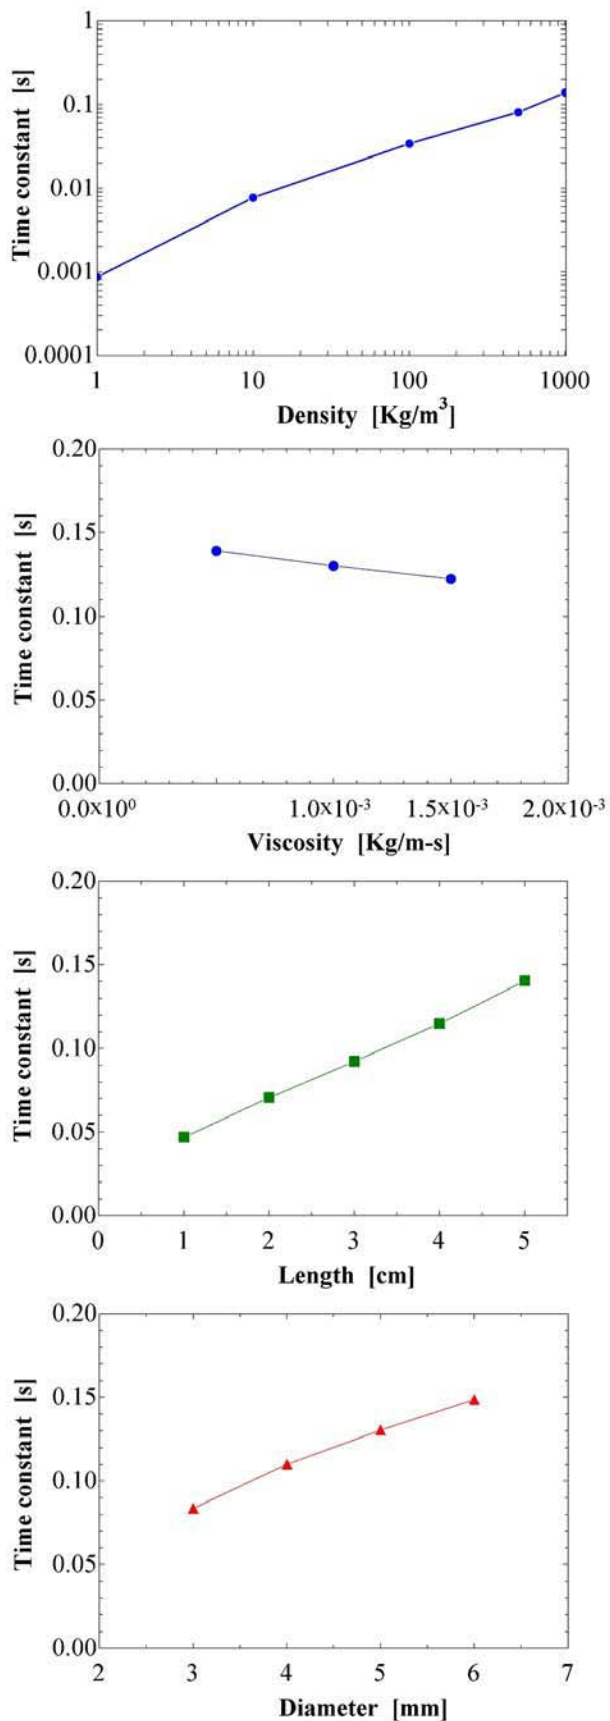 1
0.1
0.01
0.001
0.0001
Time constant [s]
1 10 100 1000
Density [Kg/m³]
0.20
0.15
0.10
0.05
0.00
Time constant [s]
0.0x10⁰ 1.0x10⁻³ 1.5x10⁻³ 2.0x10⁻³
Viscosity [Kg/m-s]
0.20
0.15
0.10
0.05
0.00
Time constant [s]
0 1 2 3 4 5
Length [cm]
0.20
0.15
0.10
0.05
0.00
Time constant [s]
2 3 4 5 6 7
Diameter [mm]